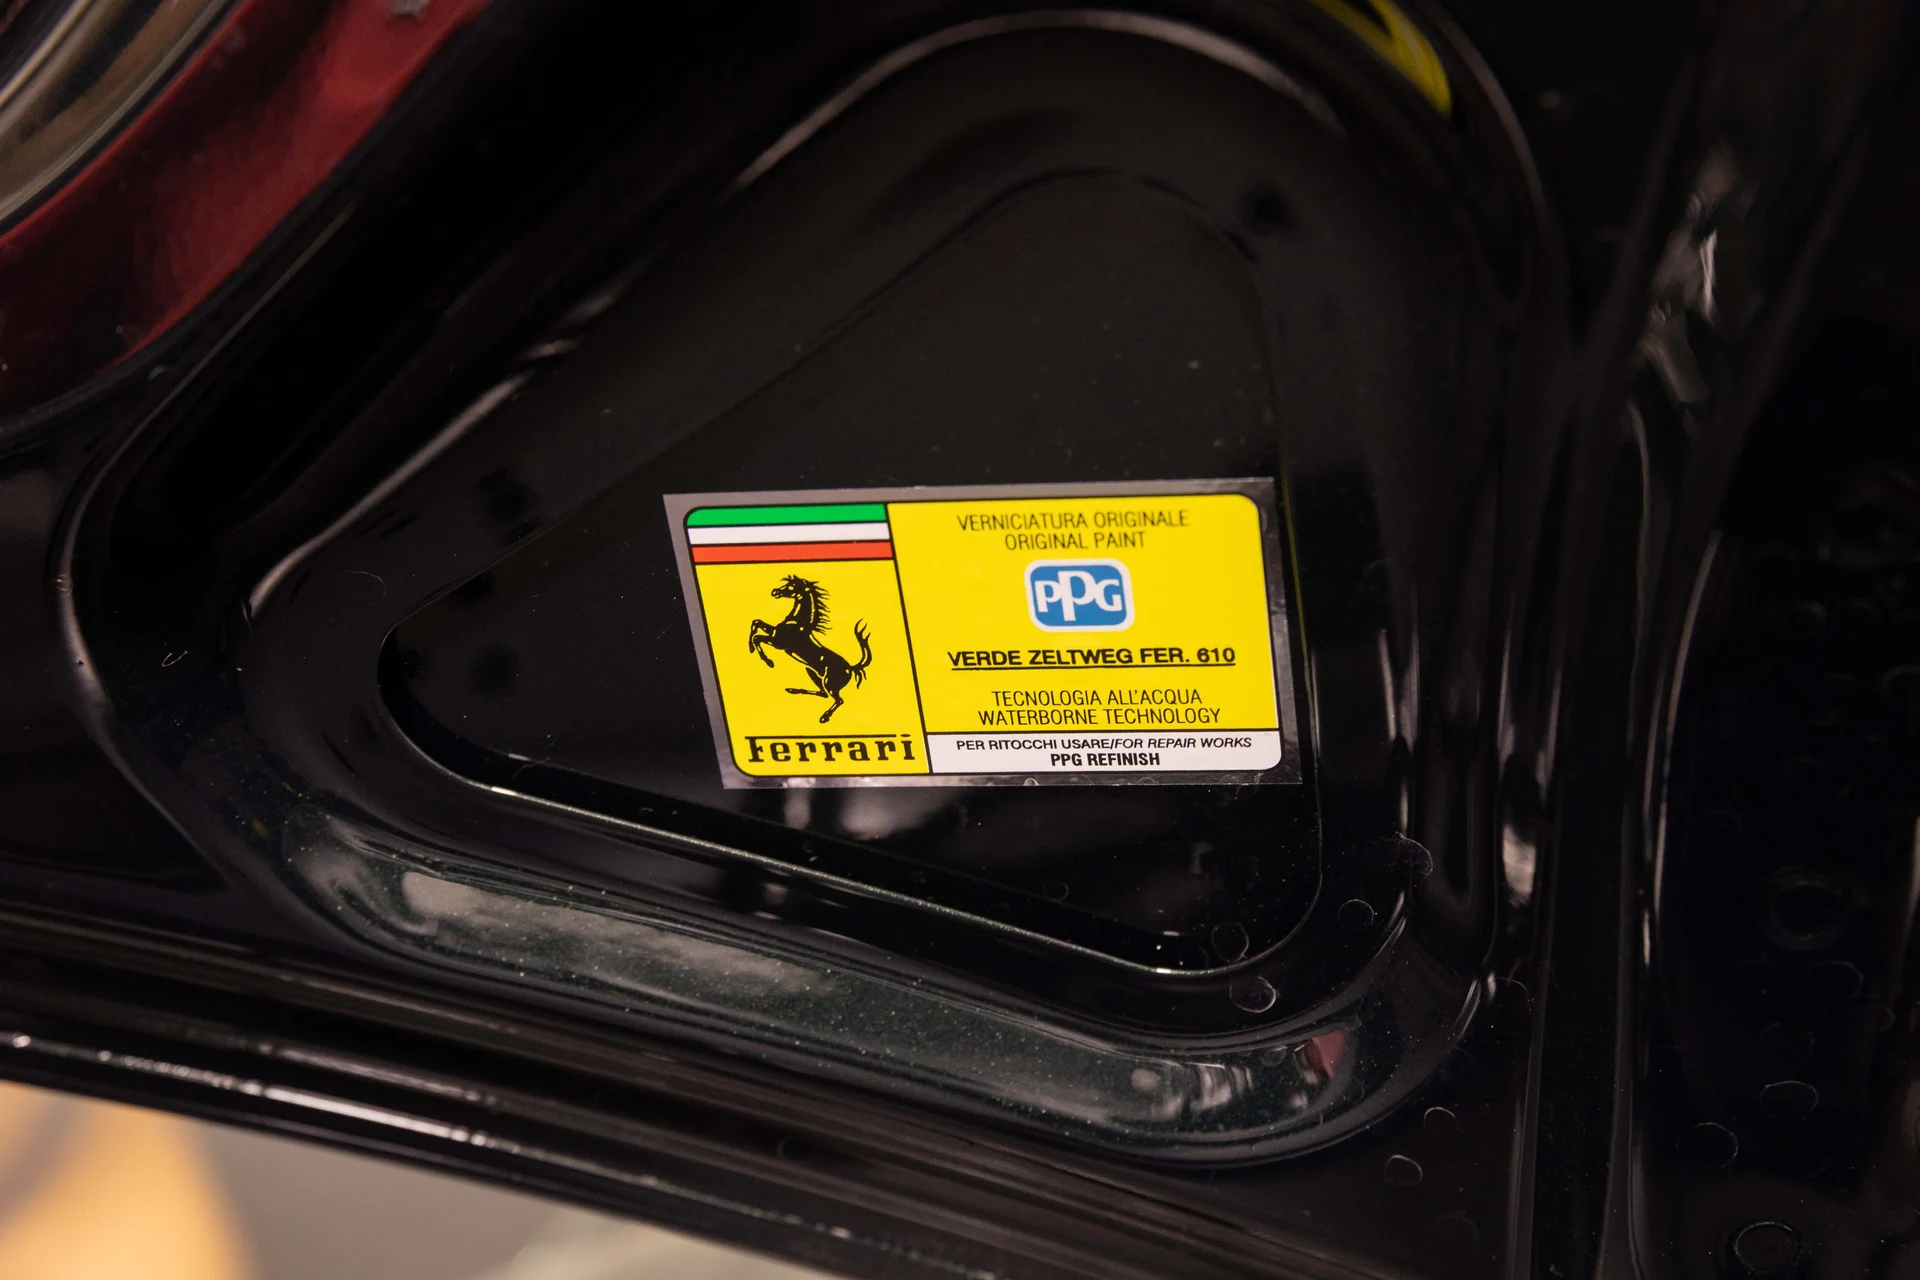 VERNICIATURA ORIGINALE
ORIGINAL PAINT
PPG
VERDE ZELTWEG FER. 610
TECNOLOGIA ALL'ACQUA
WATERBORNE TECHNOLOGY
Ferrari
PER RITOCCHI USARE/FOR REPAIR WORKS
PPG REFINISH